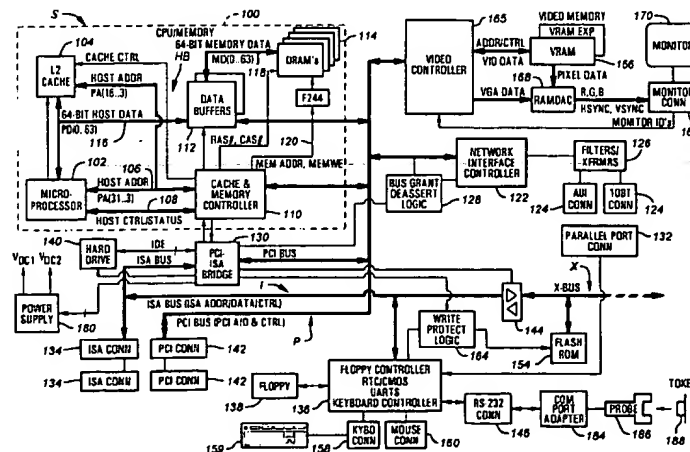 S
100
CPU/MEMORY
104
L2
CACHE
CACHE CTRL
HB
64-BIT MEMORY DATA
MD(0..63)
118
DRAM's
114
HOST ADDR
PA(16..3)
DATA
BUFFERS
112
F244
64-BIT HOST DATA
PD(0..63)
116
RAS#, CAS#
120
MEM ADDR, MEMWE
102
MICRO-
PROCESSOR
106
HOST ADDR
PA(31..3)
108
HOST CTRL/STATUS
CACHE &
MEMORY
CONTROLLER
110
165
VIDEO
CONTROLLER
ADDR/CTRL
VIO DATA
VIDEO MEMORY
VRAM EXP
VRAM
166
PIXEL DATA
168
VGA DATA
RAMDAC
R,G,B
HSYNC, VSYNC
MONITOR ID's
170
MONITOR
MONITOR
CONN
NETWORK
INTERFACE
CONTROLLER
122
FILTERS/
XFRMRS
126
BUS GRANT
DEASSERT
LOGIC
128
AUI
CONN
10BT
CONN
124
124
140
HARD
DRIVE
IDE
ISA BUS
130
PCI-
ISA
BRIDGE
PCI BUS
PARALLEL PORT
CONN
132
VDC1
VDC2
POWER
SUPPLY
180
I
ISA BUS (ISA ADDR/DATA/CTRL)
PCI BUS (PCI A/D & CTRL)
P
X
X-BUS
144
134
ISA CONN
PCI CONN
142
134
ISA CONN
PCI CONN
142
WRITE
PROTECT
LOGIC
164
FLASH
ROM
154
FLOPPY
138
FLOPPY CONTROLLER
RTC/CMOS
UARTS
KEYBOARD CONTROLLER
136
RS-232
CONN
146
COM
PORT
ADAPTER
184
PROBE
186
TOKE
188
159
KYBD
CONN
158
MOUSE
CONN
160